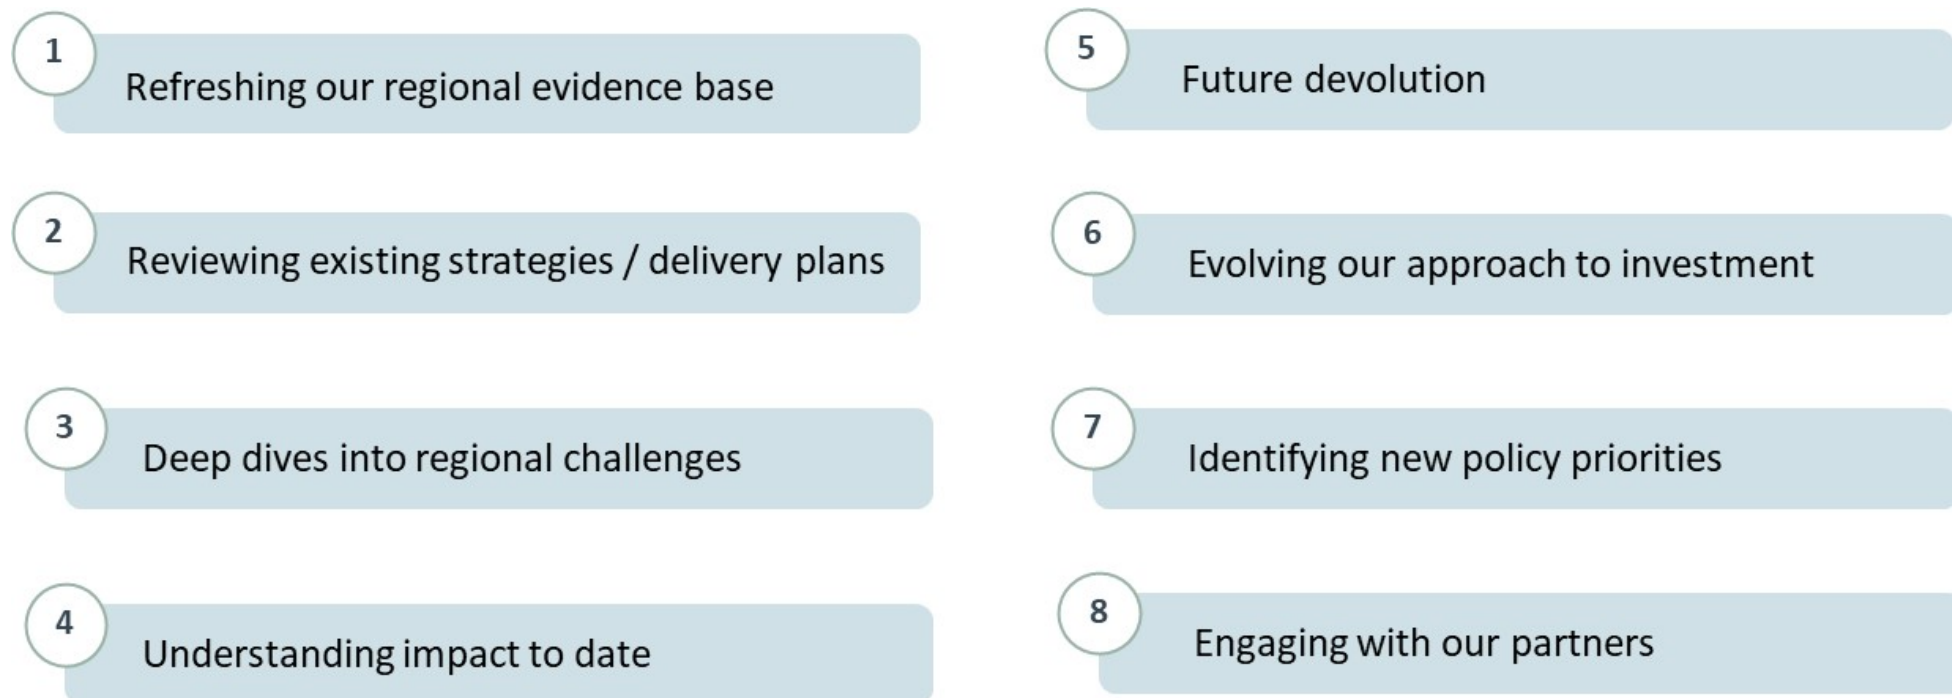 1
Refreshing our regional evidence base
2
Reviewing existing strategies / delivery plans
3
Deep dives into regional challenges
4
Understanding impact to date
5
Future devolution
6
Evolving our approach to investment
7
Identifying new policy priorities
8
Engaging with our partners